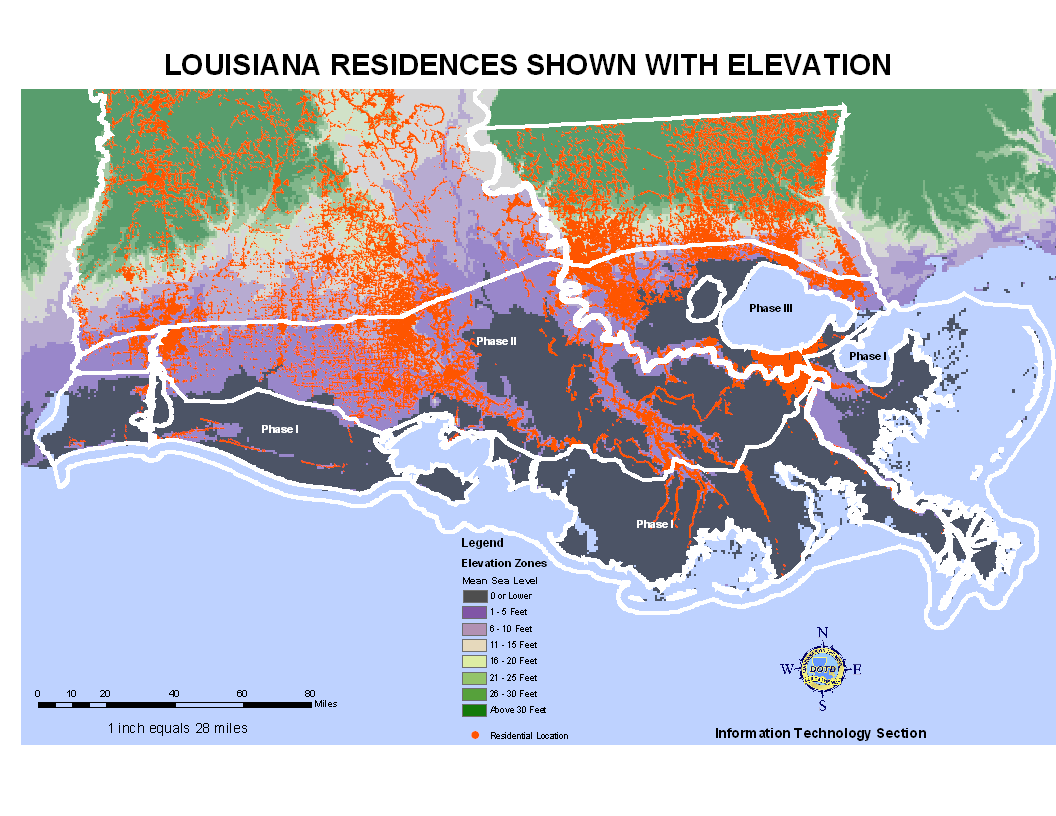 LOUISIANA RESIDENCES SHOWN WITH ELEVATION
Phase III
Phase II
Phase I
Phase I
Phase I
Legend
Elevation Zones
Mean Sea Level
0 or Lower
1 - 5 Feet
6 - 10 Feet
11 - 15 Feet
16 - 20 Feet
21 - 25 Feet
26 - 30 Feet
Above 30 Feet
Residential Location
N
W
DOTD
E
S
0 10 20 40 60 80
Miles
1 inch equals 28 miles
Information Technology Section